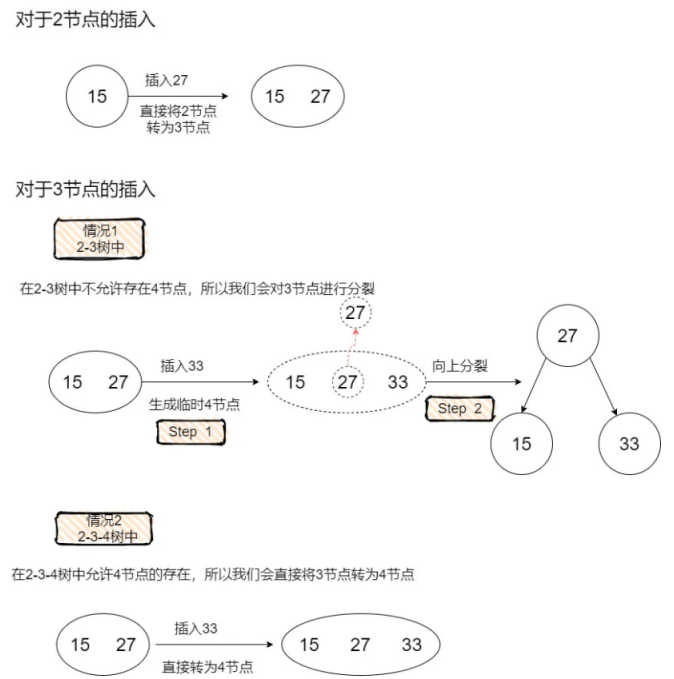 对于2节点的插入
15
插入27
直接将2节点
转为3节点
15 27
对于3节点的插入
情况1
2-3树中
在2-3树中不允许存在4节点，所以我们会对3节点进行分裂
27
15 27
插入33
生成临时4节点
Step 1
15 27 33
向上分裂
Step 2
27
15
33
情况2
2-3-4树中
在2-3-4树中允许4节点的存在，所以我们会直接将3节点转为4节点
15 27
插入33
直接转为4节点
15 27 33